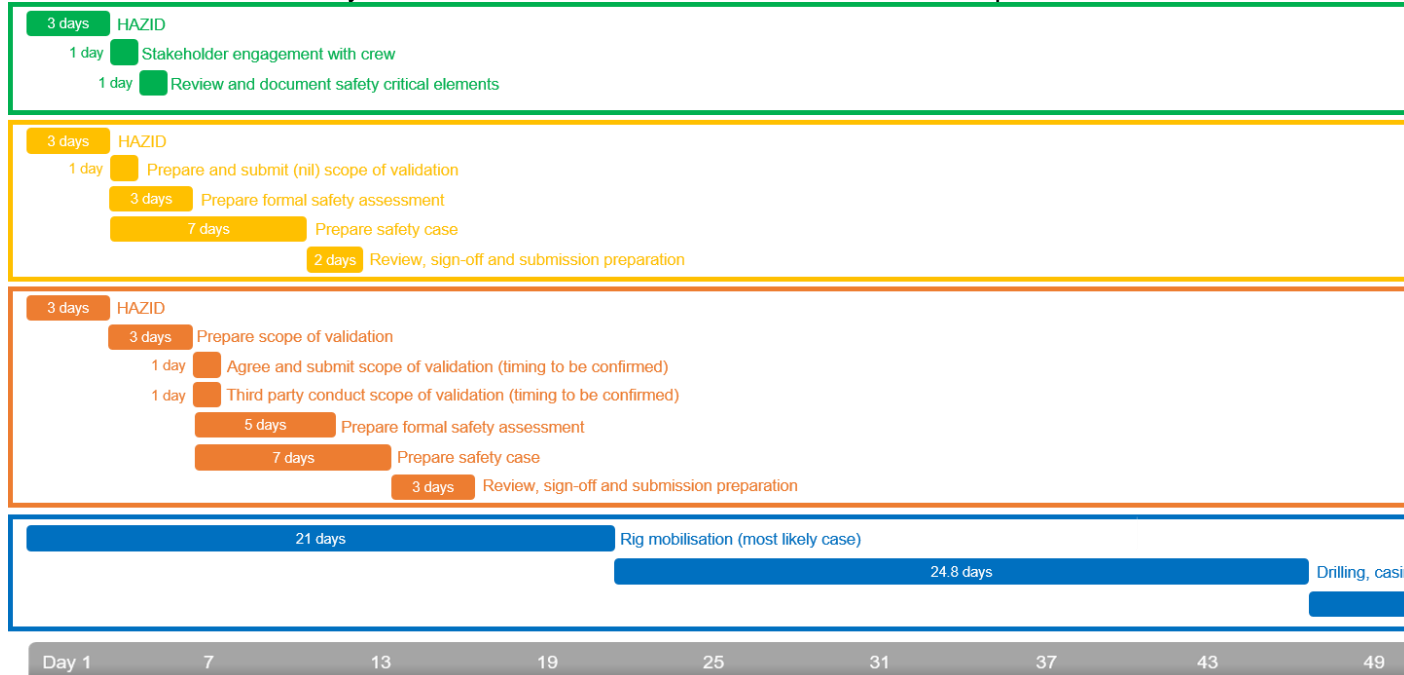 3 days HAZID
1 day Stakeholder engagement with crew
1 day Review and document safety critical elements
3 days HAZID
1 day Prepare and submit (nil) scope of validation
3 days Prepare formal safety assessment
7 days Prepare safety case
2 days Review, sign-off and submission preparation
3 days HAZID
3 days Prepare scope of validation
1 day Agree and submit scope of validation (timing to be confirmed)
1 day Third party conduct scope of validation (timing to be confirmed)
5 days Prepare formal safety assessment
7 days Prepare safety case
3 days Review, sign-off and submission preparation
21 days Rig mobilisation (most likely case)
24.8 days Drilling,
Day 1 7 13 19 25 31 37 43 49